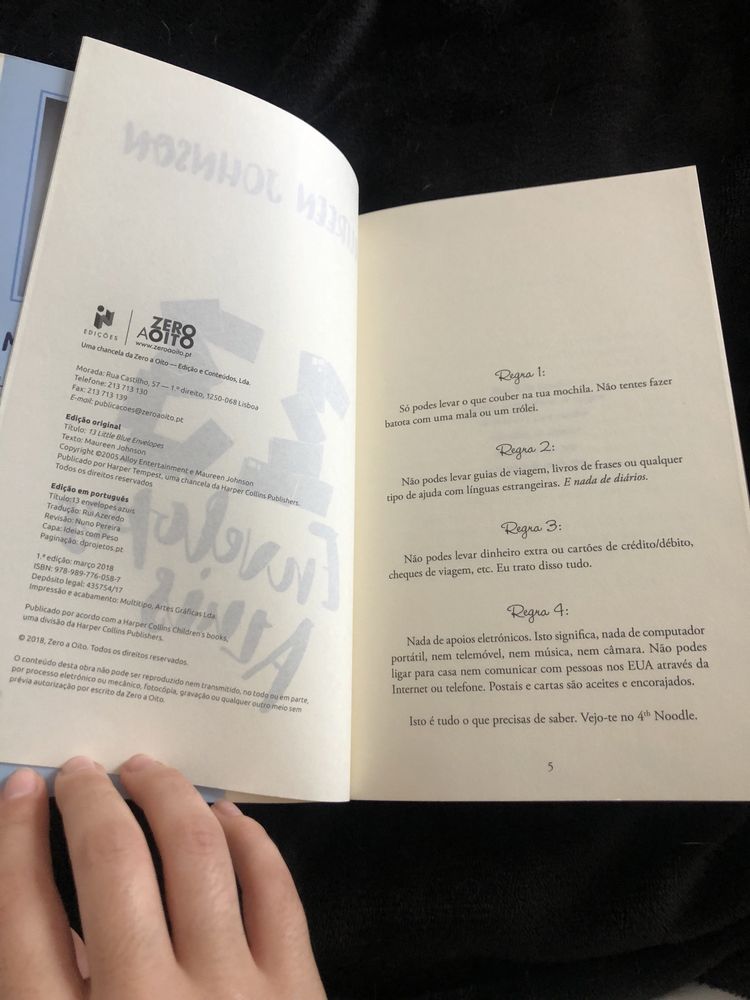 MAUREEN JOHNSON
13
Envelopes
Azuis
EDIÇÕES
ZERO
AOITO
www.zeroaoito.pt
Uma chancela da Zero a Oito — Edição e Conteúdos, Lda.
Morada: Rua Castilho, 57 — 1.º direito, 1250-068 Lisboa
Telefone: 213 713 130
Fax: 213 713 139
E-mail: publicacoes@zeroaoito.pt
Edição original
Título: 13 Little Blue Envelopes
Texto: Maureen Johnson
Copyright ©2005 Alloy Entertainment e Maureen Johnson
Publicado por Harper Tempest, uma chancela da Harper Collins Publishers.
Todos os direitos reservados
Edição em português
Título:13 envelopes azuis
Tradução: Rui Azeredo
Revisão: Nuno Pereira
Capa: Ideias com Peso
Paginação: dprojetos.pt
1.ª edição: março 2018
ISBN: 978-989-776-058-7
Depósito legal: 435754/17
Impressão e acabamento: Multitipo, Artes Gráficas Lda.
Publicado por acordo com a Harper Collins Children's books,
uma divisão da Harper Collins Publishers.
© 2018, Zero a Oito. Todos os direitos reservados.
O conteúdo desta obra não pode ser reproduzido nem transmitido, no todo ou em parte,
por processo eletrónico ou mecânico, fotocópia, gravação ou qualquer outro meio sem
prévia autorização por escrito da Zero a Oito.
Regra 1:
Só podes levar o que couber na tua mochila. Não tentes fazer
batota com uma mala ou um trólei.
Regra 2:
Não podes levar guias de viagem, livros de frases ou qualquer
tipo de ajuda com línguas estrangeiras. E nada de diários.
Regra 3:
Não podes levar dinheiro extra ou cartões de crédito/débito,
cheques de viagem, etc. Eu trato disso tudo.
Regra 4:
Nada de apoios eletrónicos. Isto significa, nada de computador
portátil, nem telemóvel, nem música, nem câmara. Não podes
ligar para casa nem comunicar com pessoas nos EUA através da
Internet ou telefone. Postais e cartas são aceites e encorajados.
Isto é tudo o que precisas de saber. Vejo-te no 4th Noodle.
5